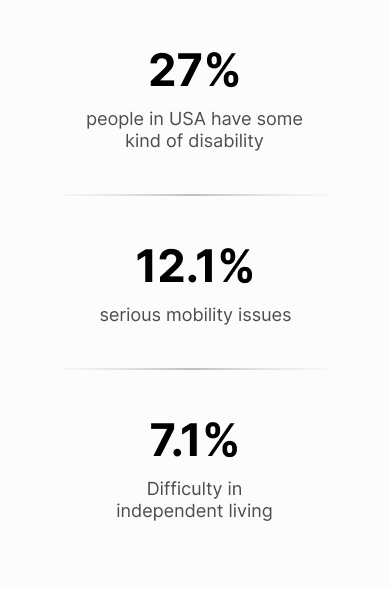 27%
people in USA have some
kind of disability
12.1%
serious mobility issues
7.1%
Difficulty in
independent living